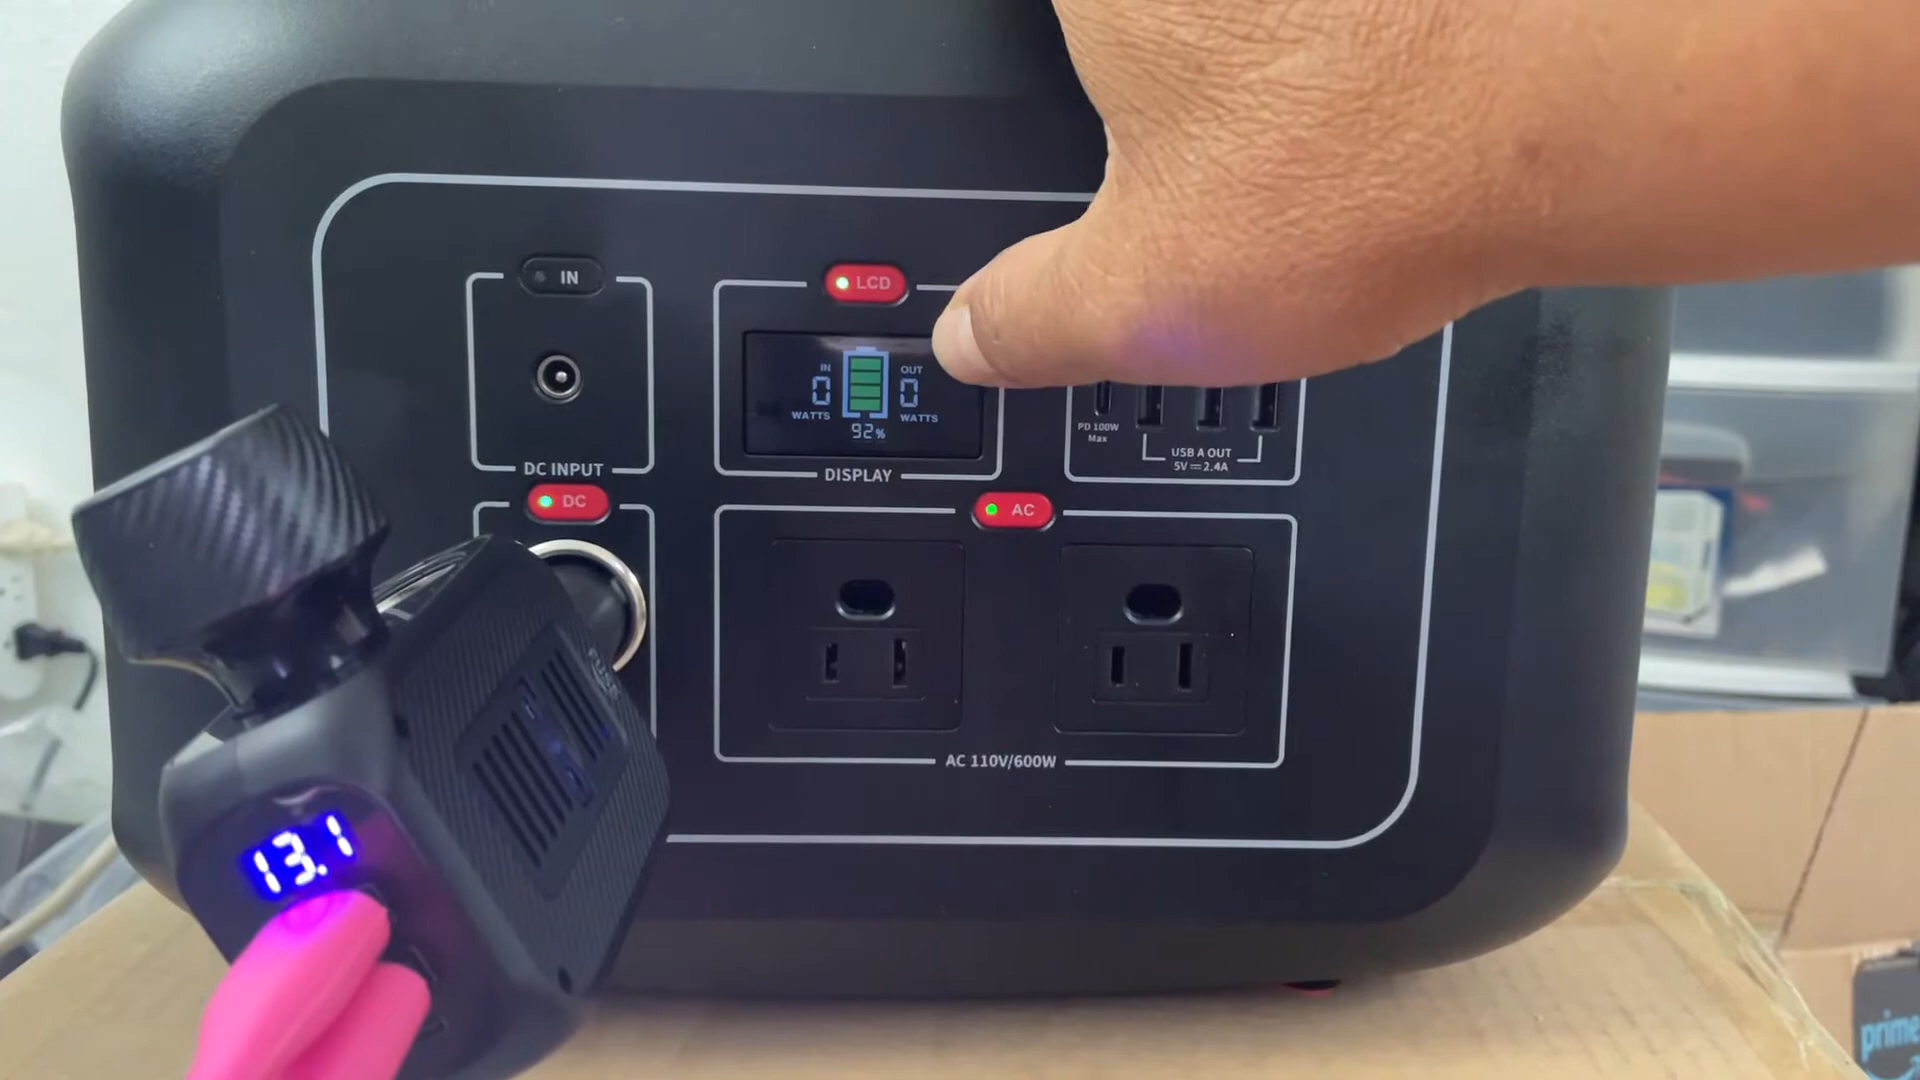 IN
LCD
IN
0
WATTS
OUT
0
WATTS
92%
DC INPUT
DISPLAY
PD 100W
Max
USB A OUT
5V⎓2.4A
DC
AC
AC 110V/600W
13.1
prime